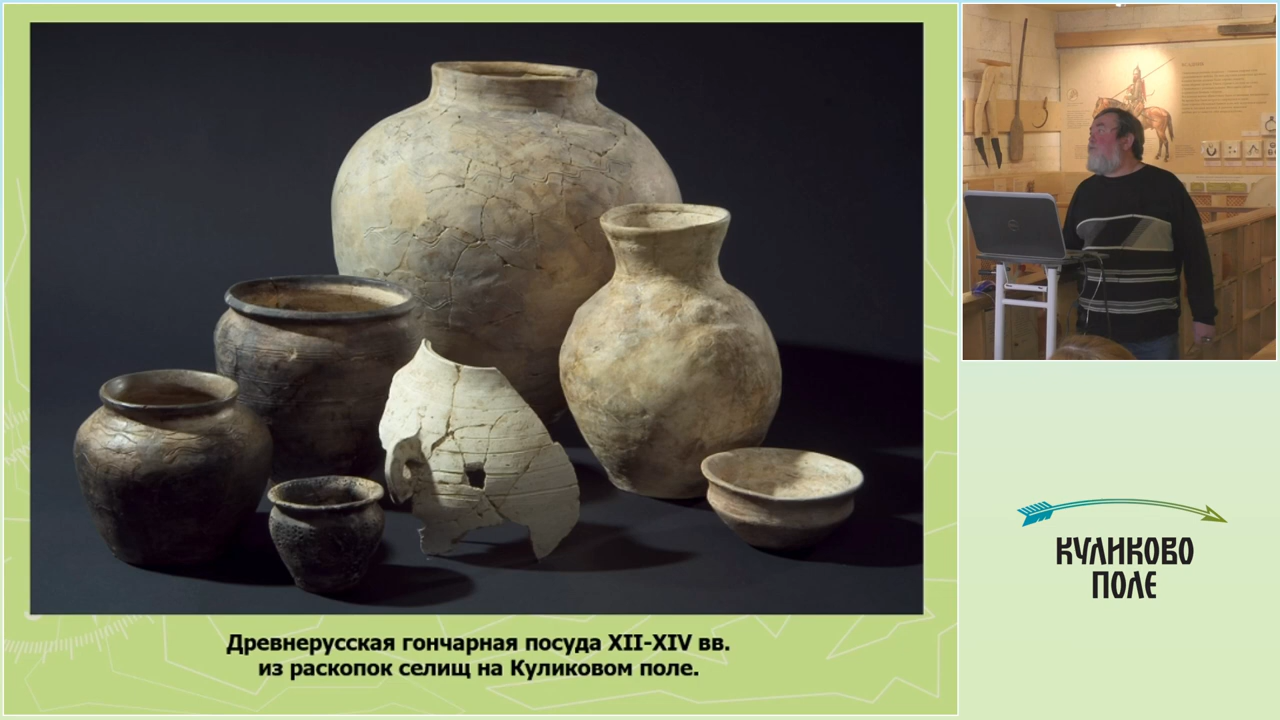 Древнерусская гончарная посуда XII-XIV вв.
из раскопок селищ на Куликовом поле.
КУЛИКОВО
ПОЛЕ